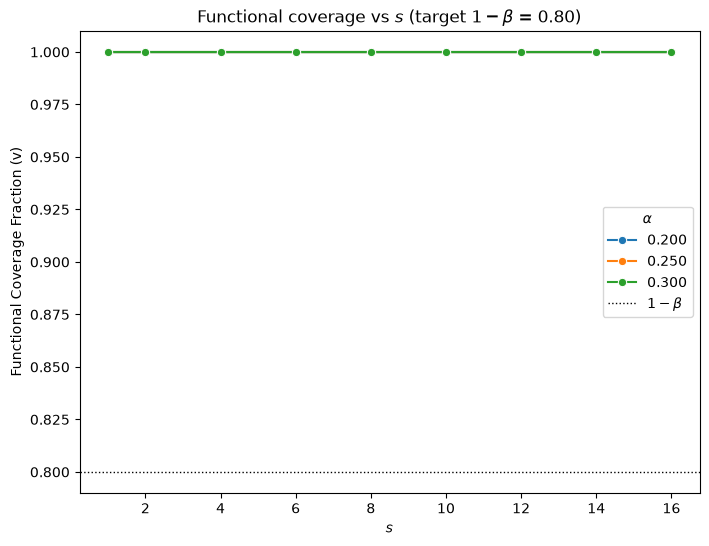 Functional coverage vs s (target 1 − β = 0.80)
Functional Coverage Fraction (v)
1.000
0.975
0.950
0.925
0.900
0.875
0.850
0.825
0.800
α
0.200
0.250
0.300
1 − β
2 4 6 8 10 12 14 16
s